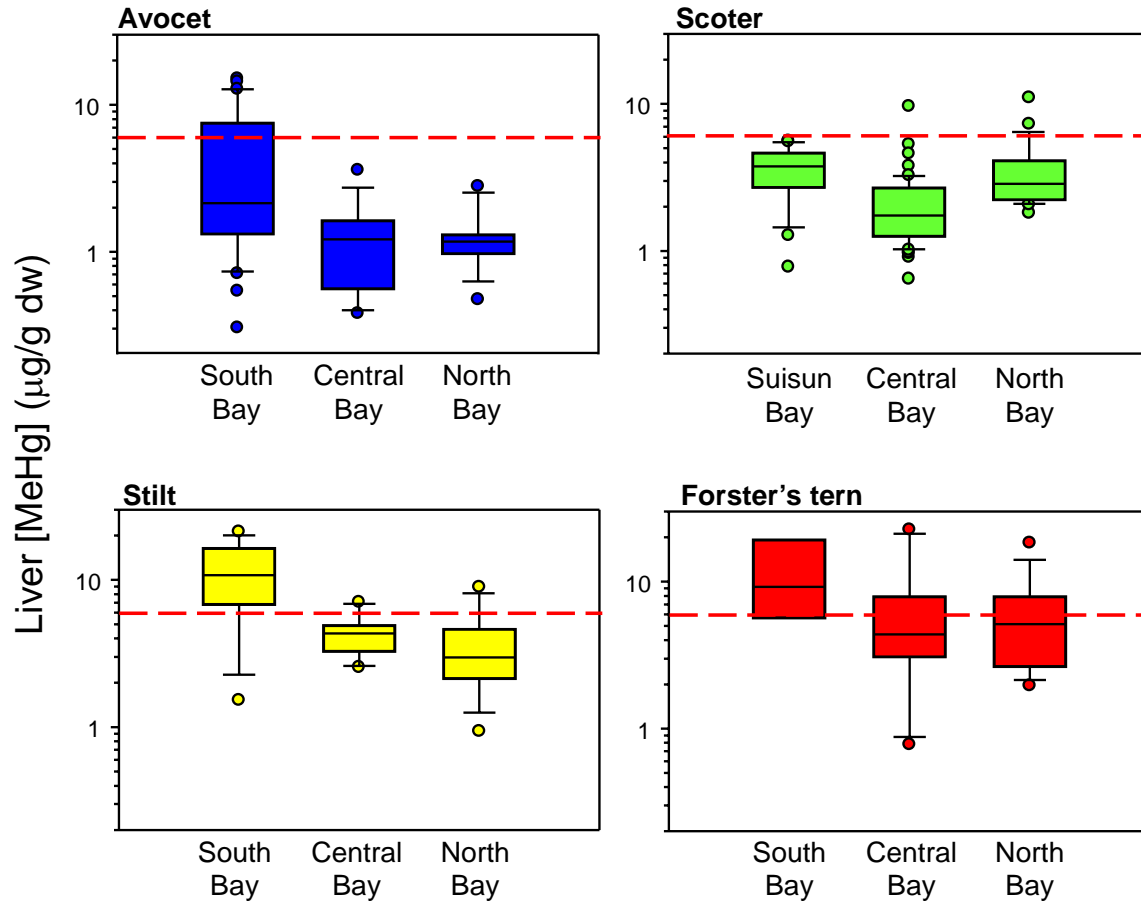 Avocet
Scoter
Liver [MeHg] (μg/g dw)
10
1
South Bay
Central Bay
North Bay
10
1
Suisun Bay
Central Bay
North Bay
Stilt
Forster’s tern
10
1
South Bay
Central Bay
North Bay
10
1
South Bay
Central Bay
North Bay